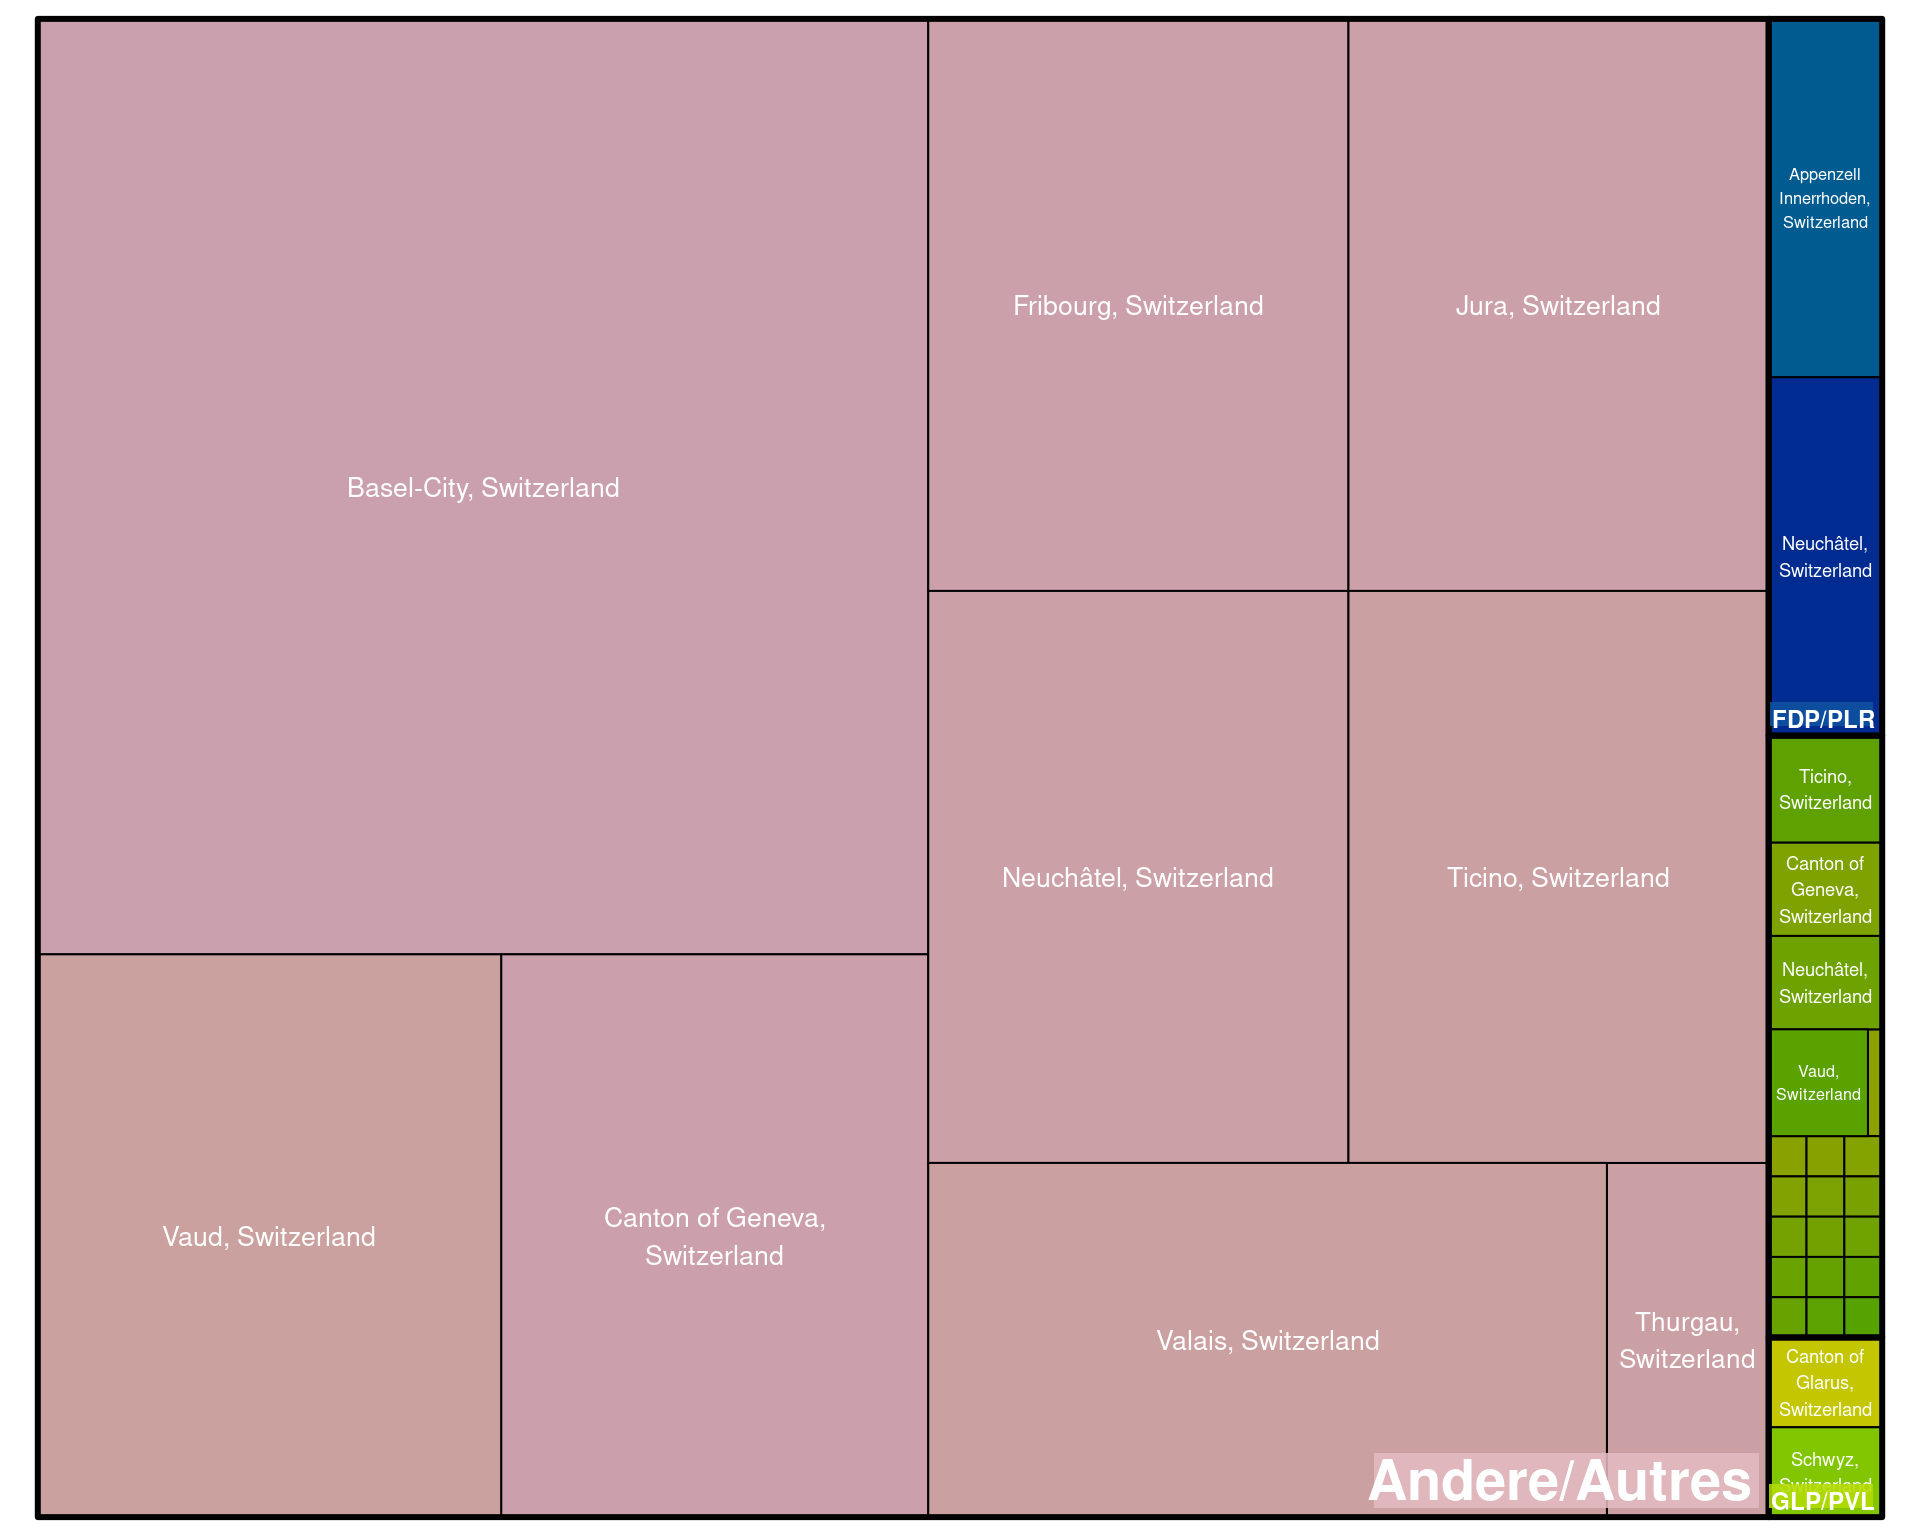 Basel-City, Switzerland
Fribourg, Switzerland
Jura, Switzerland
Neuchâtel, Switzerland
Ticino, Switzerland
Vaud, Switzerland
Canton of Geneva,
Switzerland
Valais, Switzerland
Thurgau,
Switzerland
Andere/Autres
Appenzell
Innerrhoden,
Switzerland
Neuchâtel,
Switzerland
FDP/PLR
Ticino,
Switzerland
Canton of
Geneva,
Switzerland
Neuchâtel,
Switzerland
Vaud,
Switzerland
Canton of
Glarus,
Switzerland
Schwyz,
Switzerland
GLP/PVL